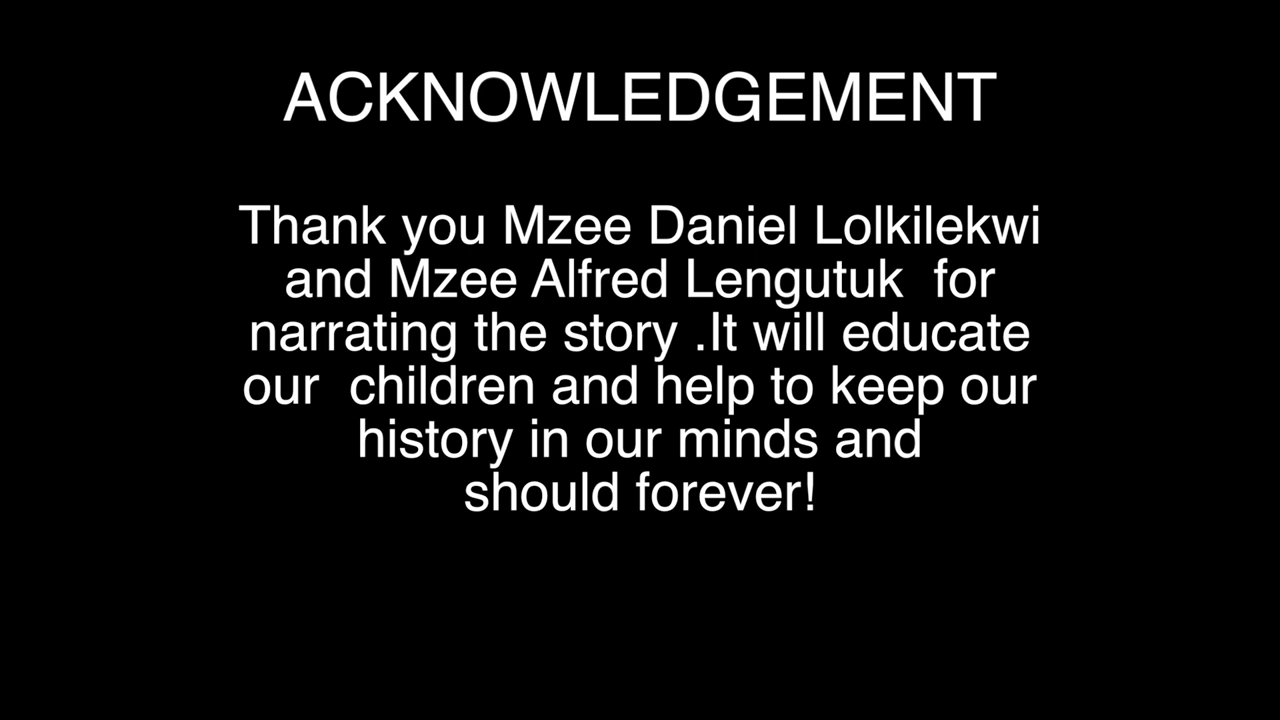 ACKNOWLEDGEMENT
Thank you Mzee Daniel Lolkilekwi
and Mzee Alfred Lengutuk  for
narrating the story .It will educate
our  children and help to keep our
history in our minds and
should forever!